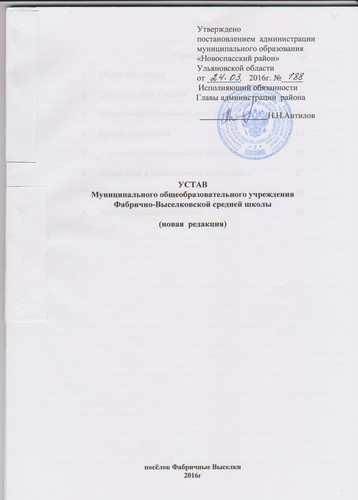 Утверждено
постановлением администрации
муниципального образования
«Новоспасский район»
Ульяновской области
от 24.03. 2016г. № 188
Исполняющий обязанности
Главы администрации района
Н.Н.Антилов
УСТАВ
Муниципального общеобразовательного учреждения
Фабрично-Выселковской средней школы
(новая редакция)
посёлок Фабричные Выселки
2016г